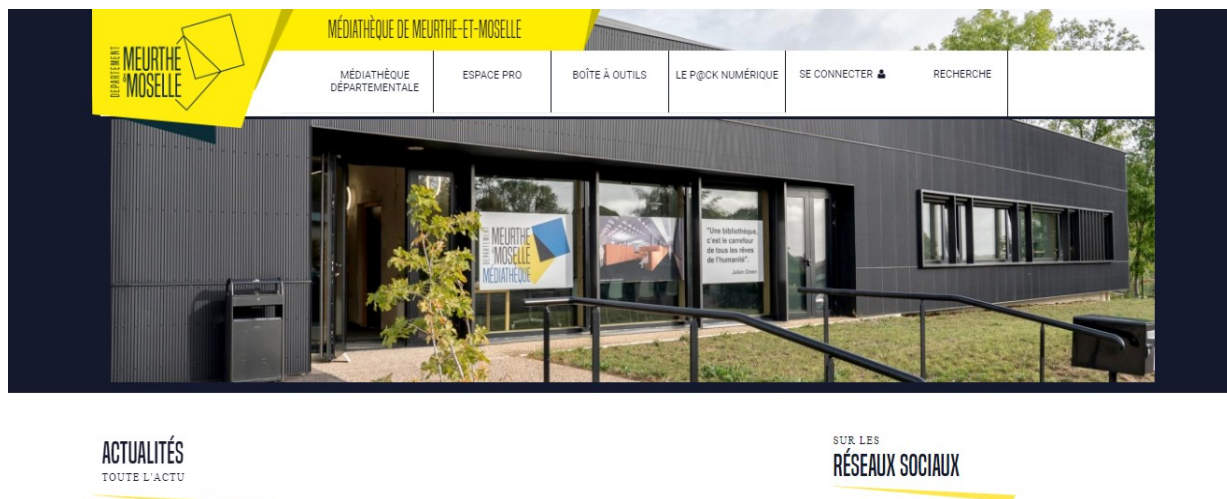 MÉDIATHÈQUE DE MEURTHE-ET-MOSELLE
DÉPARTEMENT
MEURTHE
MOSELLE
MÉDIATHÈQUE
DÉPARTEMENTALE
ESPACE PRO
BOÎTE À OUTILS
LE P@CK NUMÉRIQUE
SE CONNECTER
RECHERCHE
DÉPARTEMENT
MEURTHE
MOSELLE
MÉDIATHÈQUE
"Une bibliothèque,
c'est le carrefour
de tous les rêves
de l'humanité".
Julien Green
ACTUALITÉS
TOUTE L'ACTU
SUR LES
RÉSEAUX SOCIAUX